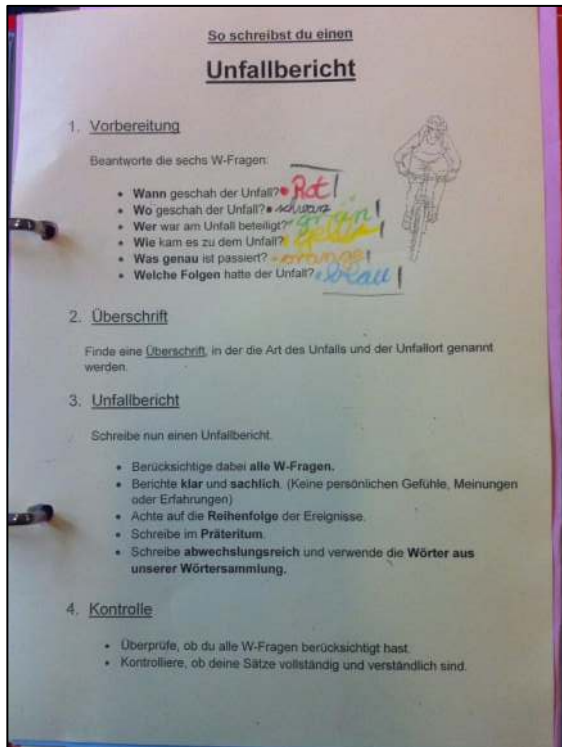 So schreibst du einen
Unfallbericht
1. Vorbereitung
Beantworte die sechs W-Fragen:
• Wann geschah der Unfall? • Rot
• Wo geschah der Unfall? • schwarz
• Wer war am Unfall beteiligt? grün
• Wie kam es zu dem Unfall? gelb
• Was genau ist passiert? orange
• Welche Folgen hatte der Unfall? blau
2. Überschrift
Finde eine Überschrift, in der die Art des Unfalls und der Unfallort genannt
werden.
3. Unfallbericht
Schreibe nun einen Unfallbericht.
• Berücksichtige dabei alle W-Fragen.
• Berichte klar und sachlich. (Keine persönlichen Gefühle, Meinungen
oder Erfahrungen)
• Achte auf die Reihenfolge der Ereignisse.
• Schreibe im Präteritum.
• Schreibe abwechslungsreich und verwende die Wörter aus
unserer Wörtersammlung.
4. Kontrolle
• Überprüfe, ob du alle W-Fragen berücksichtigt hast.
• Kontrolliere, ob deine Sätze vollständig und verständlich sind.